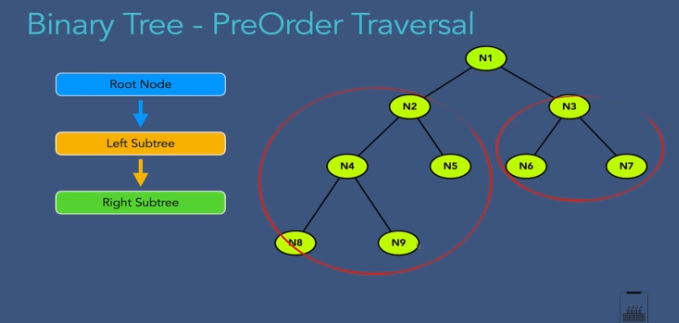 Binary Tree - PreOrder Traversal
Root Node
Left Subtree
Right Subtree
N1
N2
N3
N4
N5
N6
N7
N8
N9